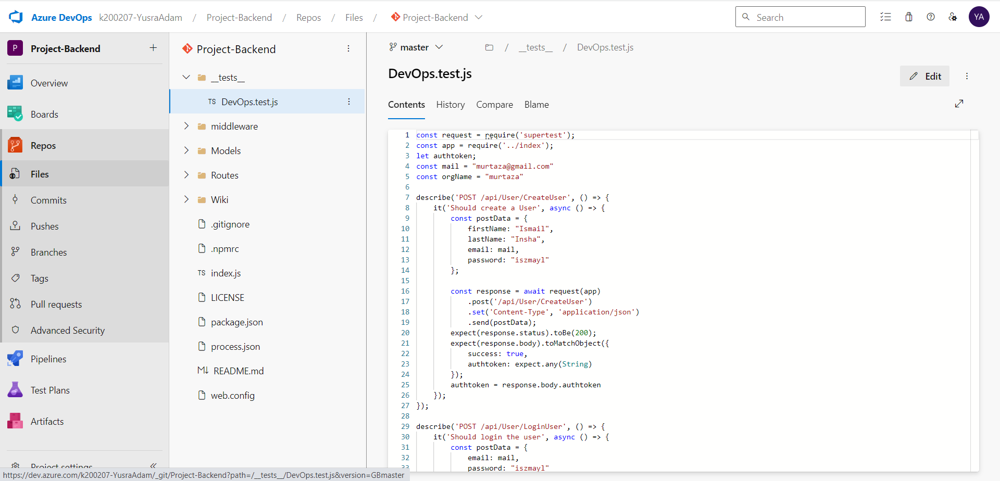 Azure DevOps k200207-YusraAdam / Project-Backend / Repos / Files / Project-Backend
Search
YA
P Project-Backend +
Overview
Boards
Repos
Files
Commits
Pushes
Branches
Tags
Pull requests
Advanced Security
Pipelines
Test Plans
Artifacts
Project settings
Project-Backend
__tests__
TS DevOps.test.js
middleware
Models
Routes
Wiki
.gitignore
.npmrc
TS index.js
LICENSE
package.json
process.json
M↓ README.md
web.config
master / __tests__ / DevOps.test.js
DevOps.test.js
Edit
Contents History Compare Blame
1 const request = require('supertest');
2 const app = require('../index');
3 let authtoken;
4 const mail = "murtaza@gmail.com"
5 const orgName = "murtaza"
6
7 describe('POST /api/User/CreateUser', () => {
8 it('Should create a User', async () => {
9 const postData = {
10 firstName: "Ismail",
11 lastName: "Insha",
12 email: mail,
13 password: "iszmayl"
14 };
15
16 const response = await request(app)
17 .post('/api/User/CreateUser')
18 .set('Content-Type', 'application/json')
19 .send(postData);
20 expect(response.status).toBe(200);
21 expect(response.body).toMatchObject({
22 success: true,
23 authtoken: expect.any(String)
24 });
25 authtoken = response.body.authtoken
26 });
27 });
28
29 describe('POST /api/User/LoginUser', () => {
30 it('Should login the user', async () => {
31 const postData = {
32 email: mail,
33 password: "iszmayl"
https://dev.azure.com/k200207-YusraAdam/_git/Project-Backend?path=/__tests__/DevOps.test.js&version=GBmaster